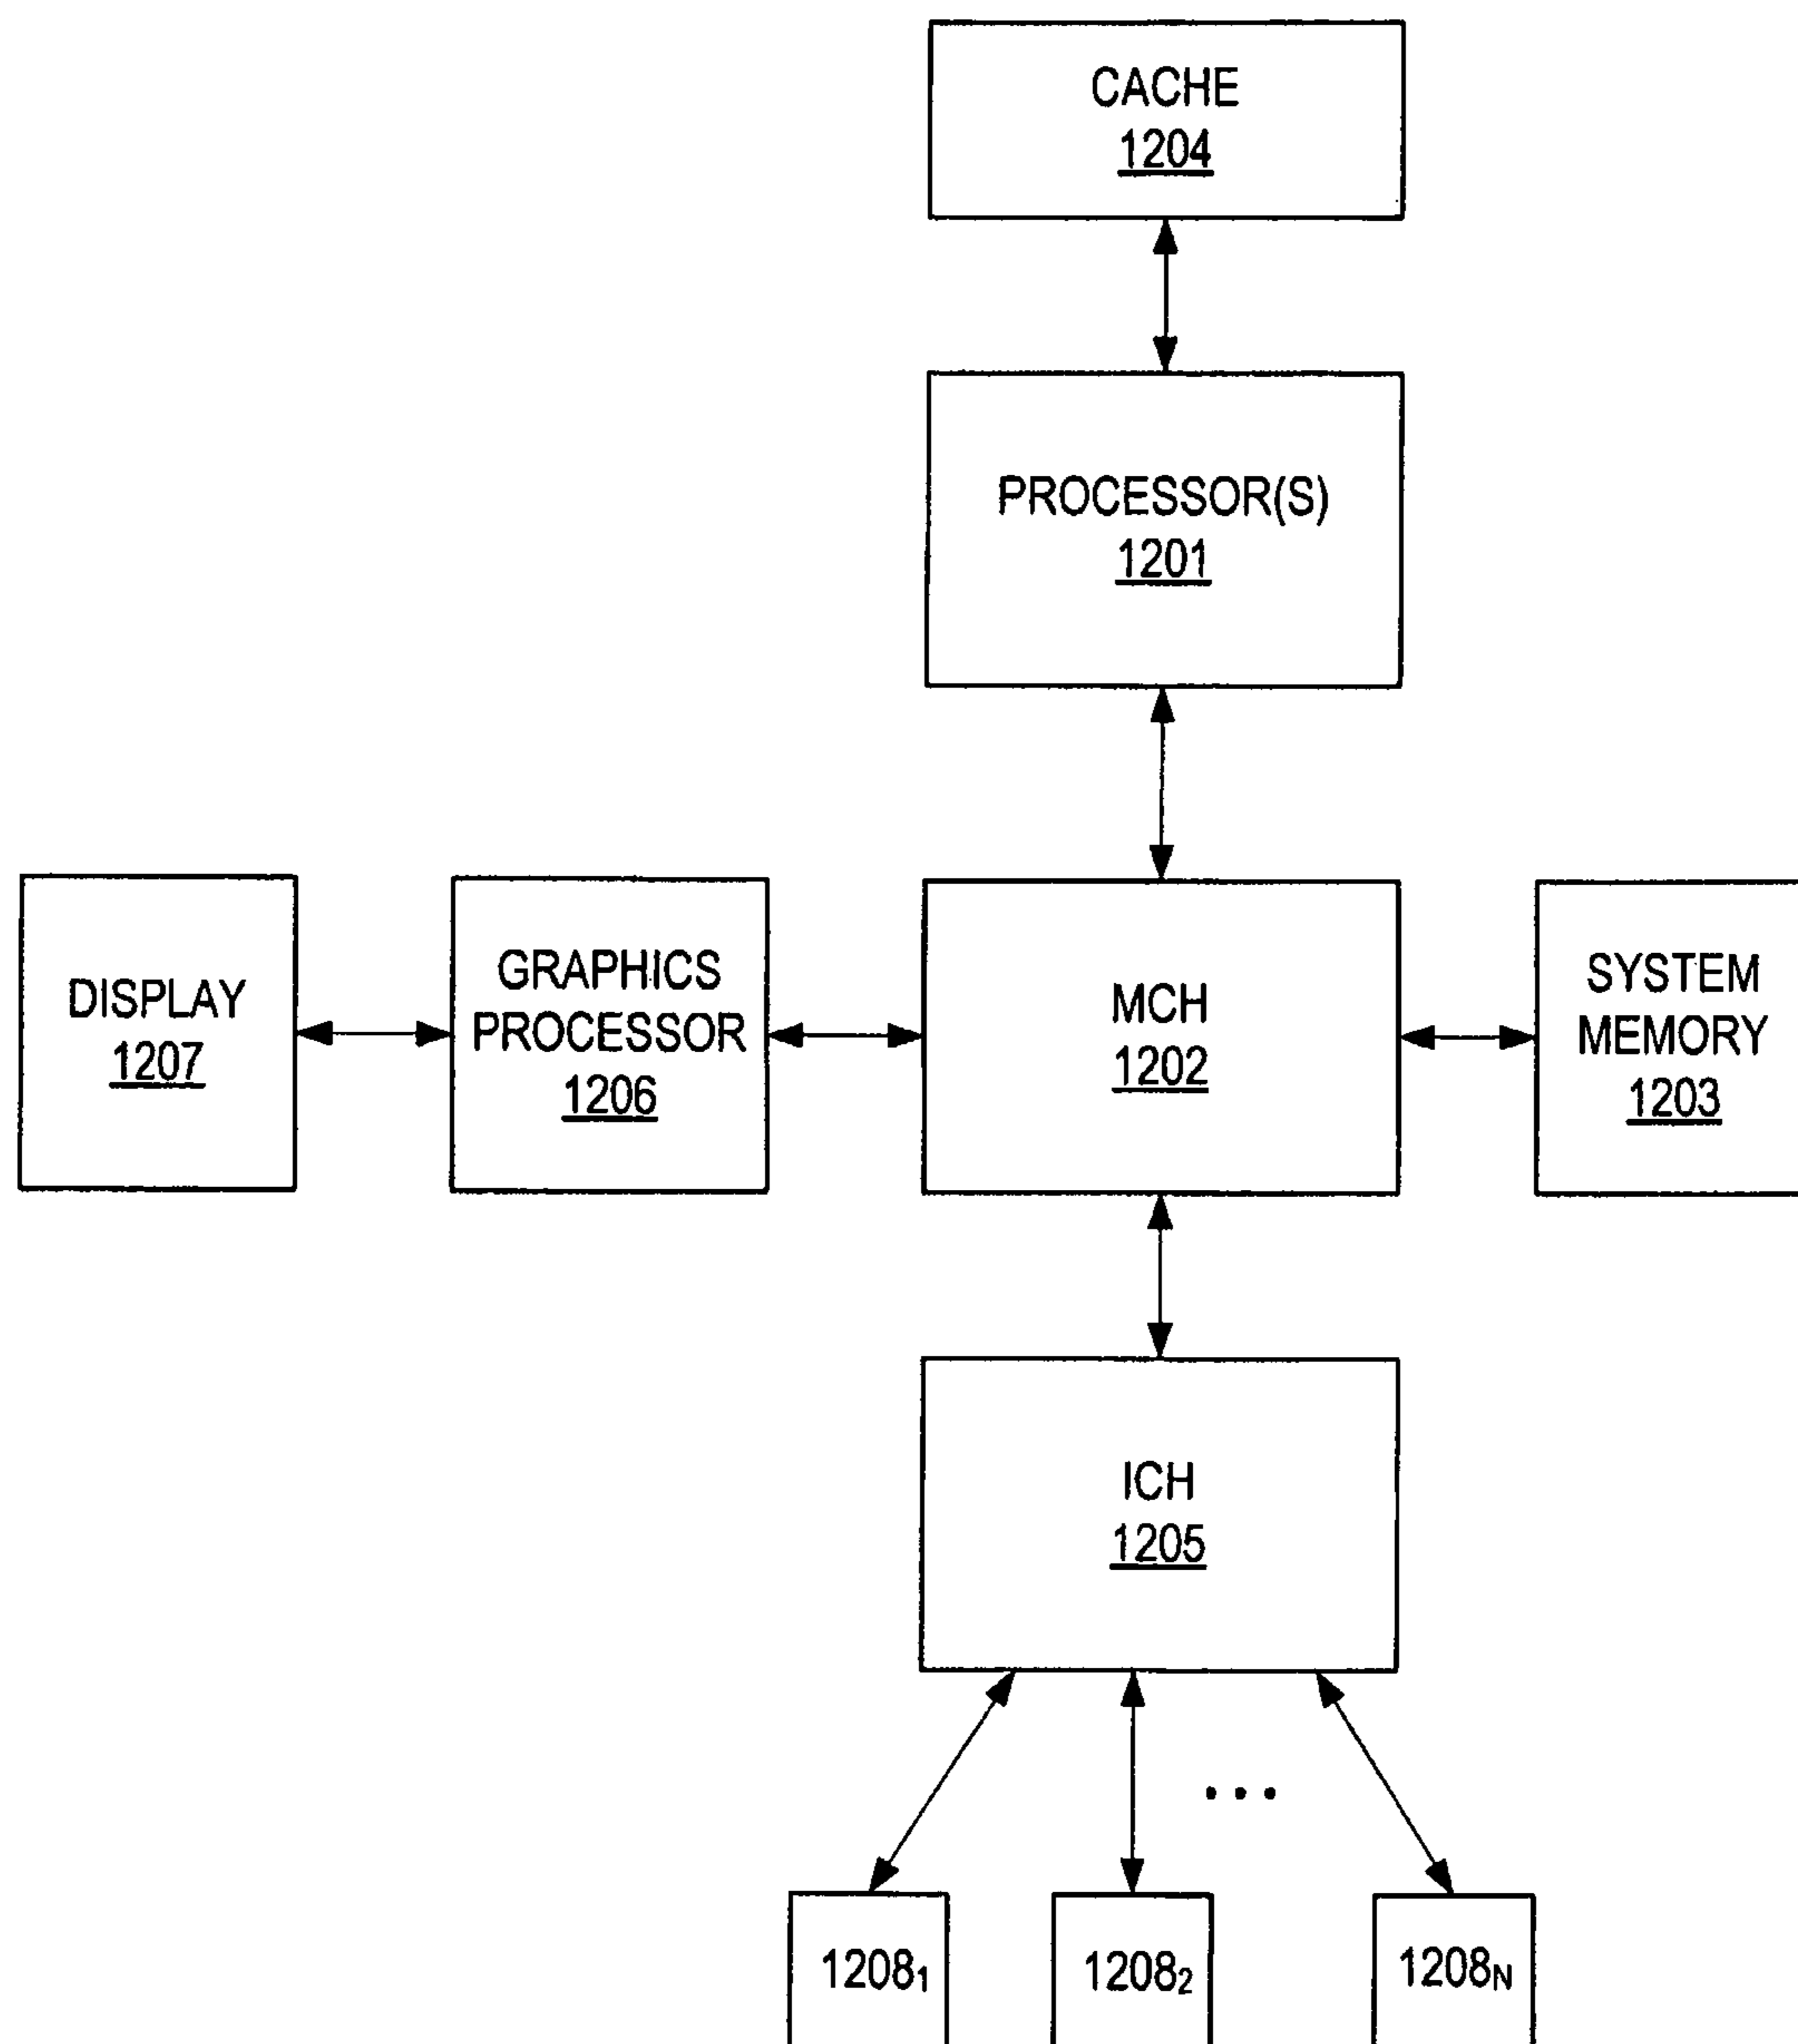 CACHE
1204
PROCESSOR(S)
1201
DISPLAY
1207
GRAPHICS
PROCESSOR
1206
MCH
1202
SYSTEM
MEMORY
1203
ICH
1205
...
1208₁
1208₂
1208N